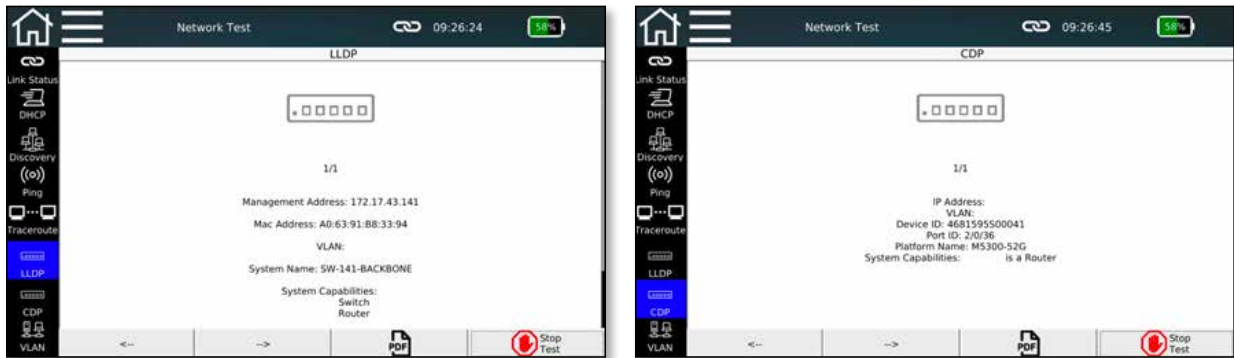 Network Test 09:26:24 58%
LLDP
Link Status
DHCP
Discovery
Ping
Traceroute
LLDP
CDP
VLAN
1/1
Management Address: 172.17.43.141
Mac Address: A0:63:91:B8:33:94
VLAN:
System Name: SW-141-BACKBONE
System Capabilities:
Switch
Router
<-- --> PDF Stop
Test
Network Test 09:26:45 58%
CDP
Link Status
DHCP
Discovery
Ping
Traceroute
LLDP
CDP
VLAN
1/1
IP Address:
VLAN:
Device ID: 4681595S00041
Port ID: 2/0/36
Platform Name: M5300-52G
System Capabilities: is a Router
<-- --> PDF Stop
Test